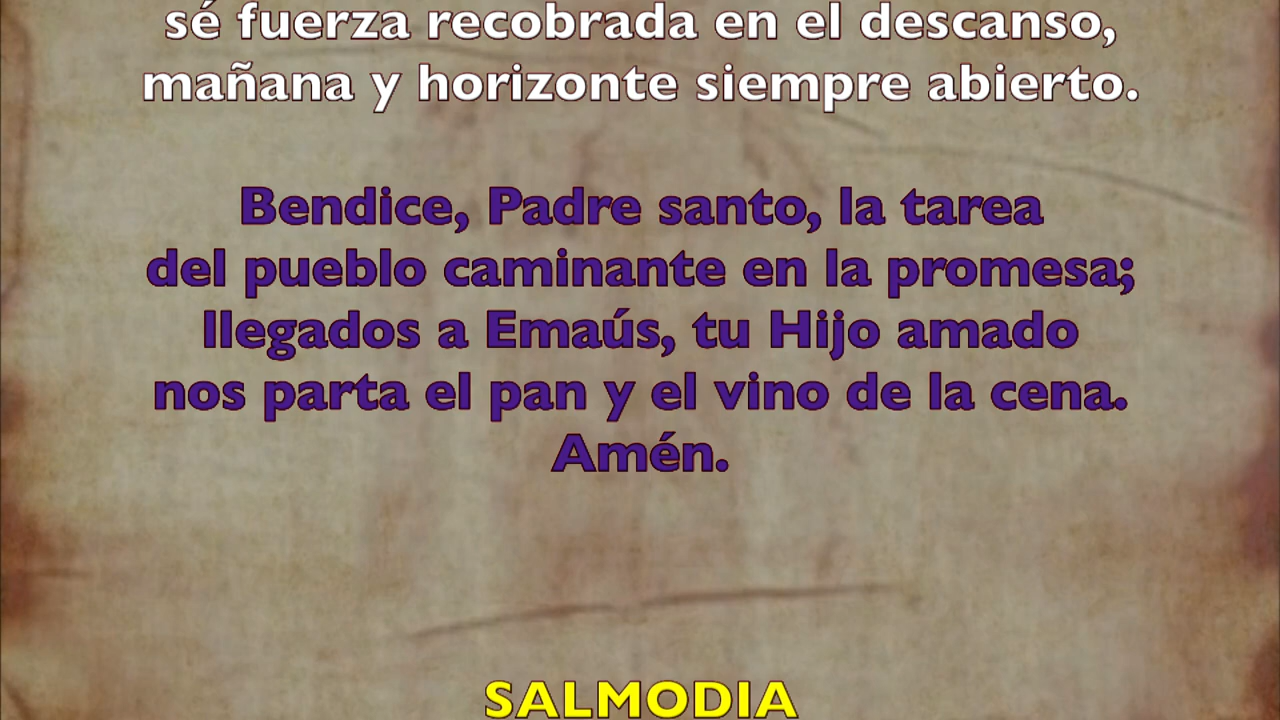 sé fuerza recobrada en el descanso,
mañana y horizonte siempre abierto.
Bendice, Padre santo, la tarea
del pueblo caminante en la promesa;
llegados a Emaús, tu Hijo amado
nos parta el pan y el vino de la cena.
Amén.
SALMODIA